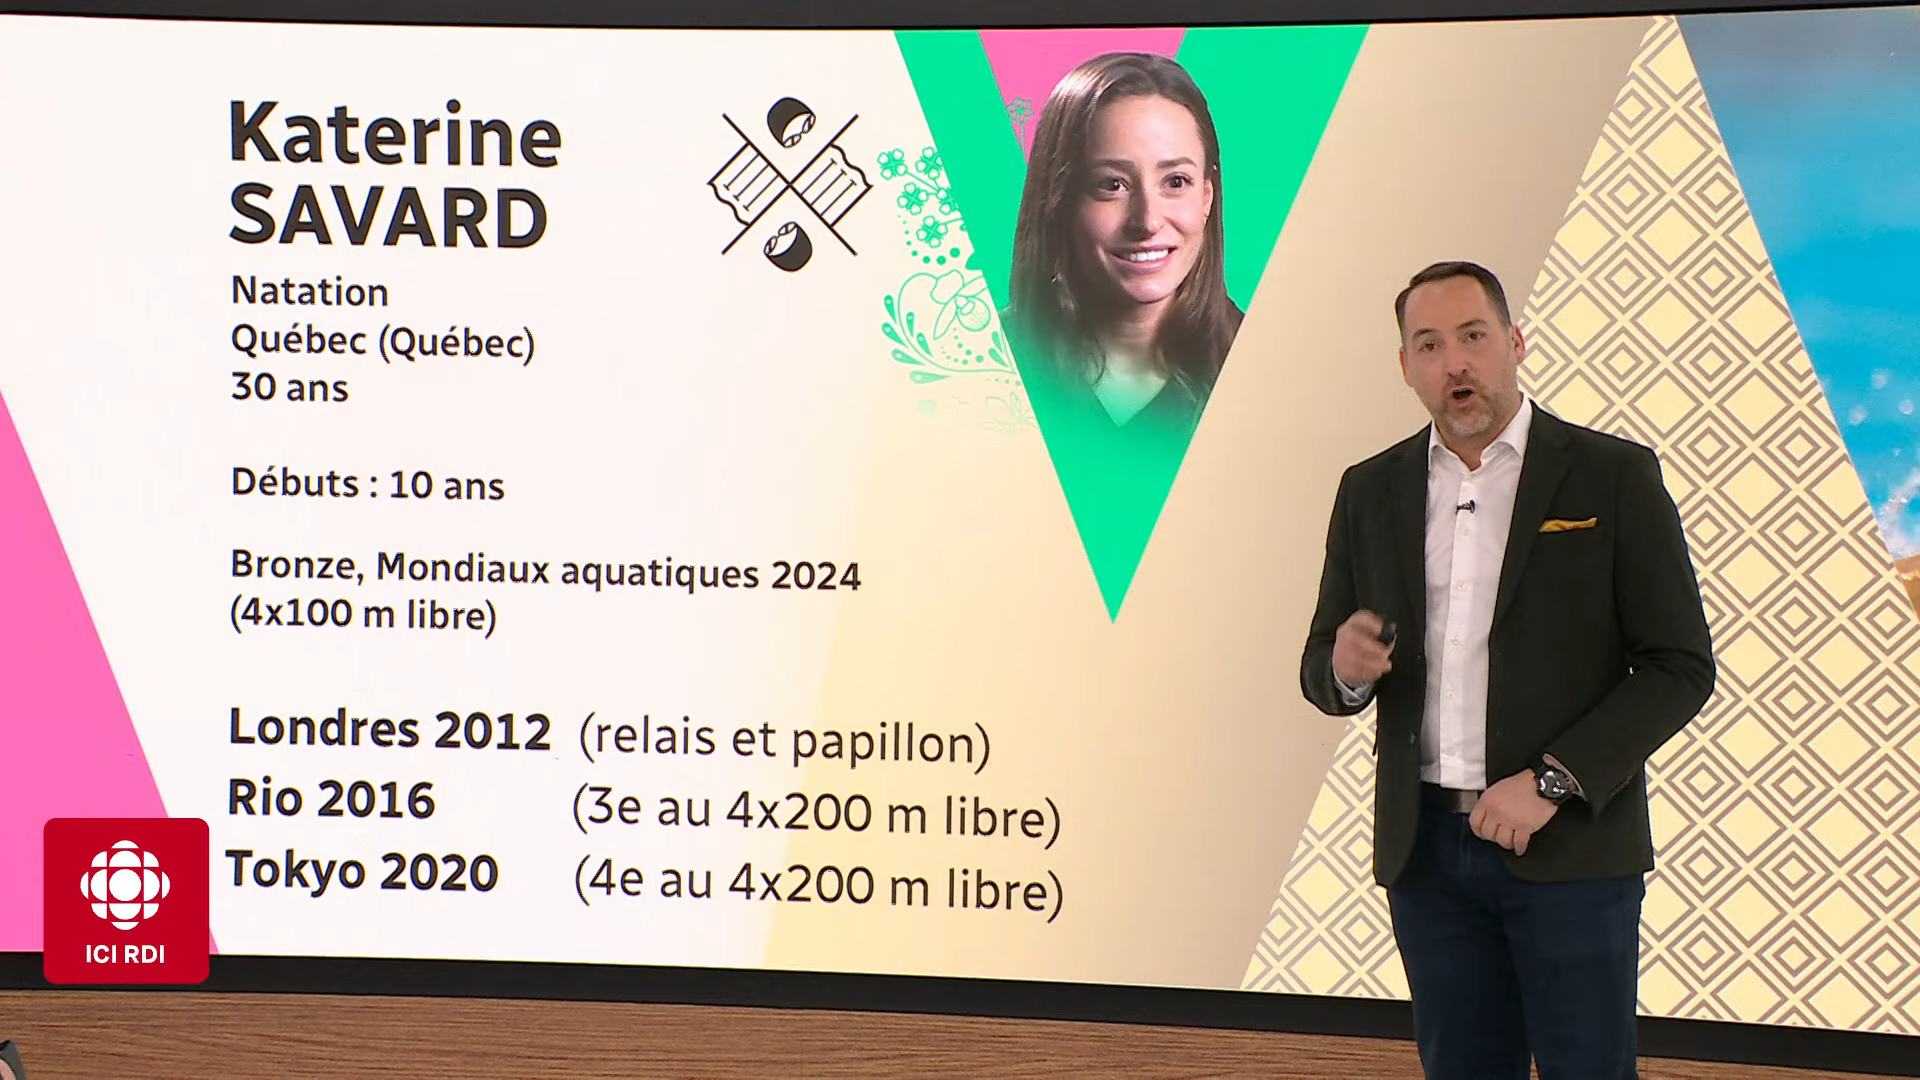 Katerine
SAVARD
Natation
Québec (Québec)
30 ans
Débuts : 10 ans
Bronze, Mondiaux aquatiques 2024
(4x100 m libre)
Londres 2012 (relais et papillon)
Rio 2016 (3e au 4x200 m libre)
Tokyo 2020 (4e au 4x200 m libre)
ICI RDI